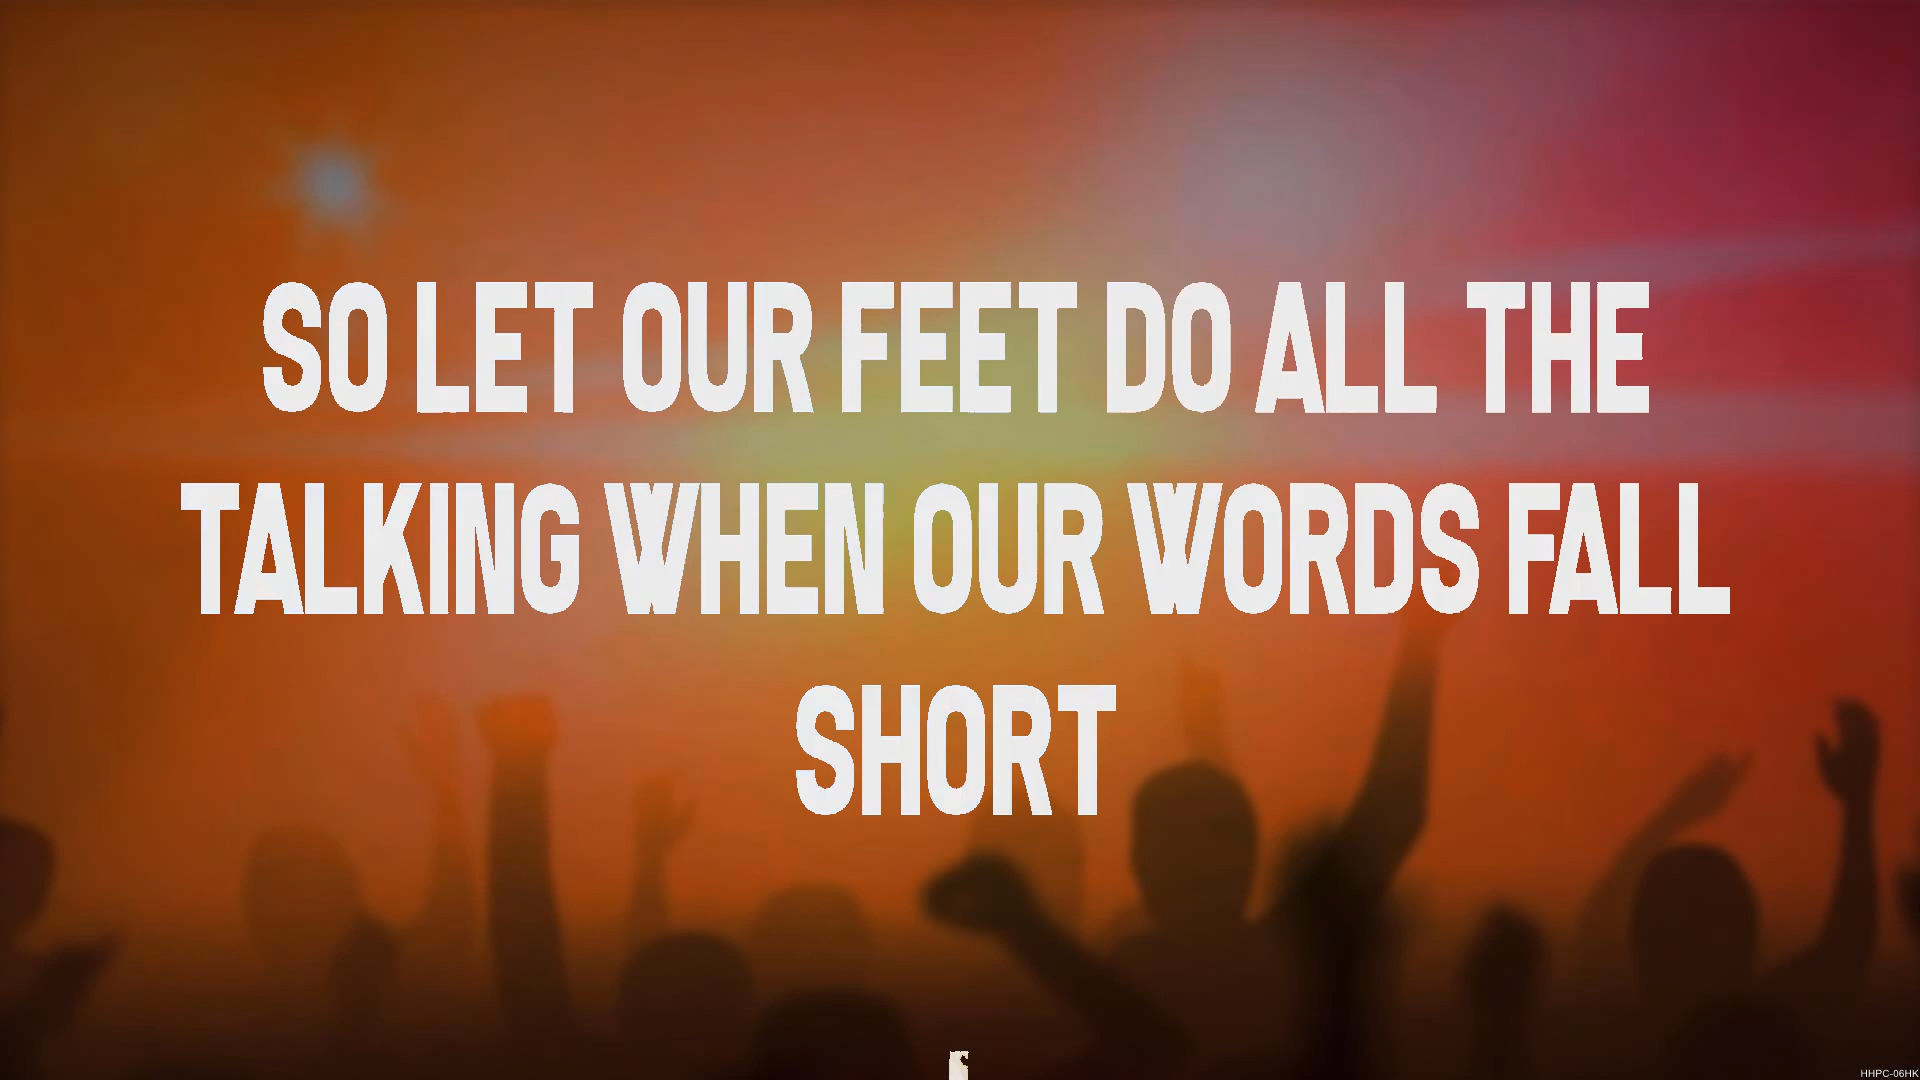 SO LET OUR FEET DO ALL THE
TALKING WHEN OUR WORDS FALL
SHORT
HHPC-06HK